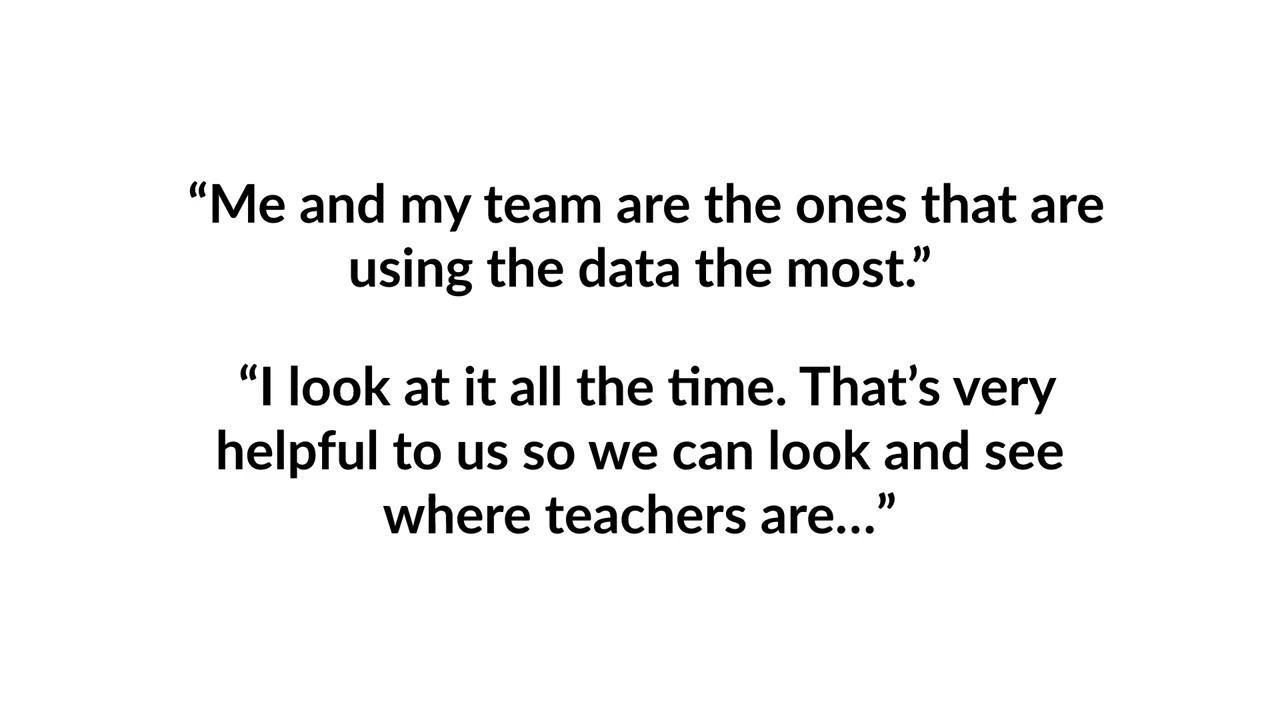 “Me and my team are the ones that are
using the data the most.”
“I look at it all the time. That’s very
helpful to us so we can look and see
where teachers are…”